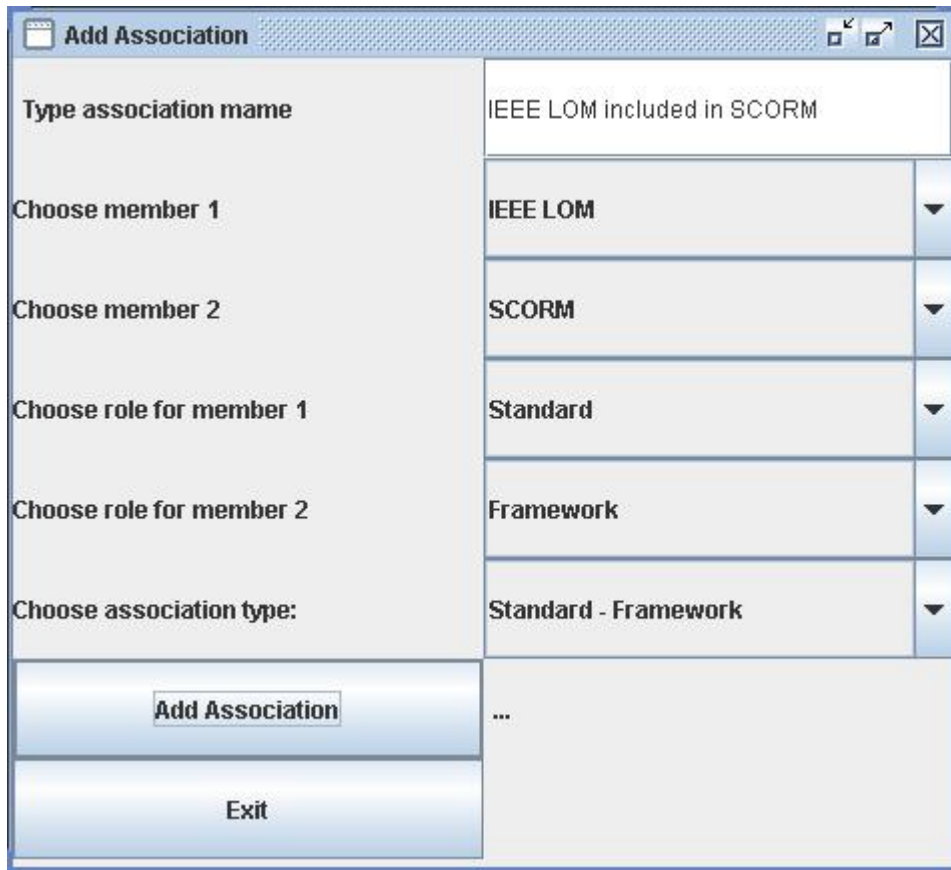 Add Association
Type association mame IEEE LOM included in SCORM
Choose member 1 IEEE LOM
Choose member 2 SCORM
Choose role for member 1 Standard
Choose role for member 2 Framework
Choose association type: Standard - Framework
Add Association ...
Exit